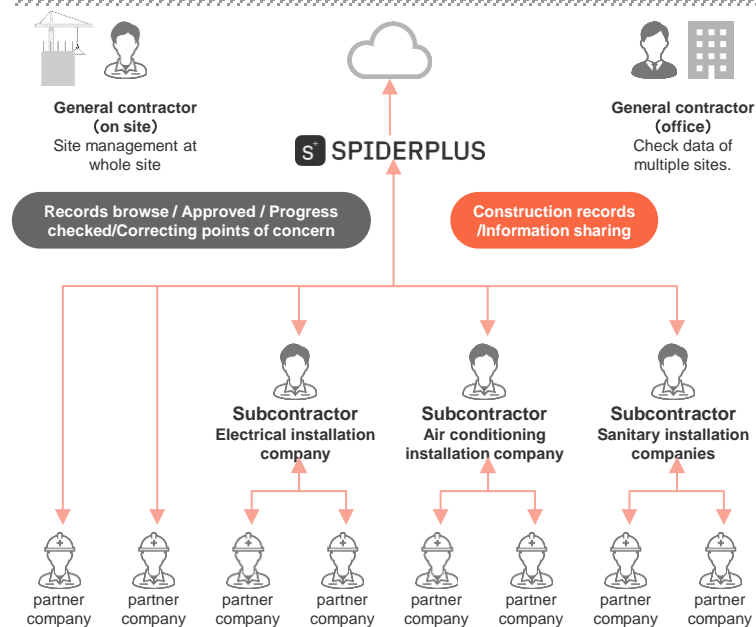 General contractor
（on site）
Site management at
whole site
General contractor
（office）
Check data of
multiple sites.
S+ SPIDERPLUS
Records browse / Approved / Progress
checked/Correcting points of concern
Construction records
/Information sharing
Subcontractor
Electrical installation
company
Subcontractor
Air conditioning
installation company
Subcontractor
Sanitary installation
companies
partner
company
partner
company
partner
company
partner
company
partner
company
partner
company
partner
company
partner
company